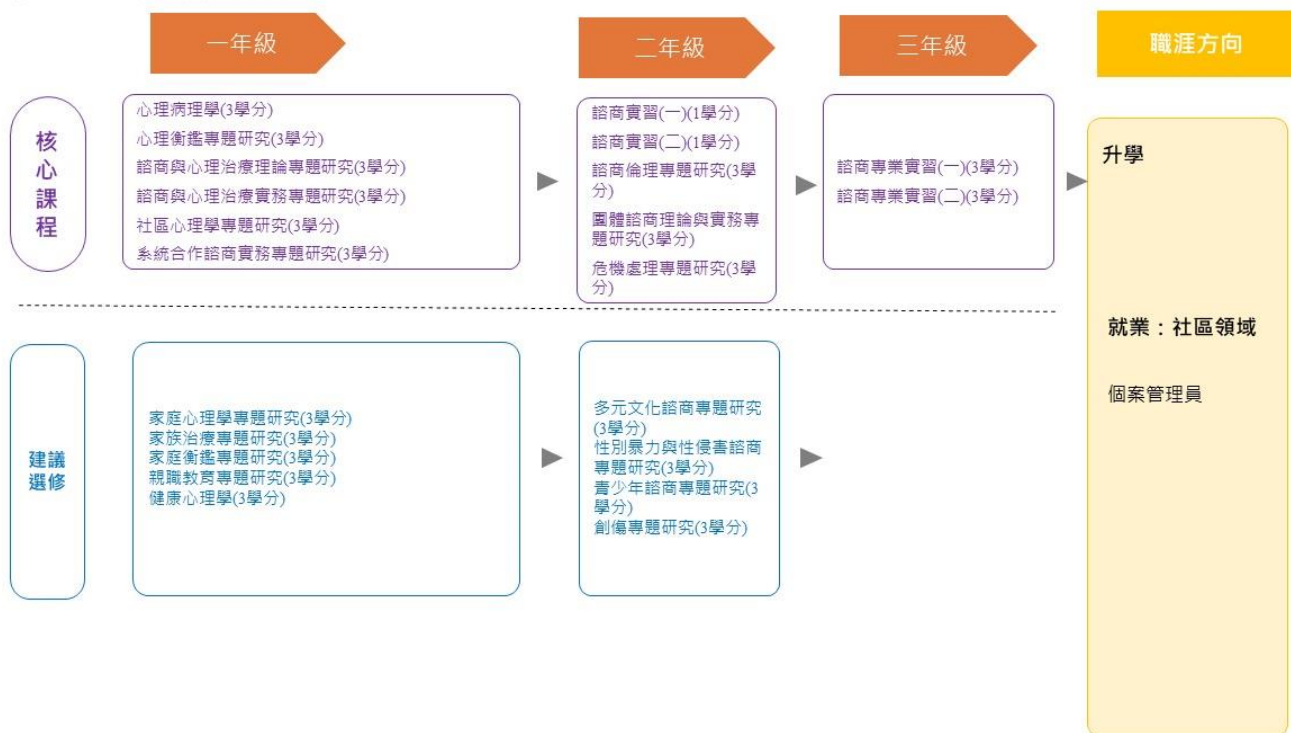 一年級
二年級
三年級
職涯方向
核
心
課
程
心理病理學(3學分)
心理衡鑑專題研究(3學分)
諮商與心理治療理論專題研究(3學分)
諮商與心理治療實務專題研究(3學分)
社區心理學專題研究(3學分)
系統合作諮商實務專題研究(3學分)
諮商實習(一)(1學分)
諮商實習(二)(1學分)
諮商倫理專題研究(3學
分)
團體諮商理論與實務專
題研究(3學分)
危機處理專題研究(3學
分)
諮商專業實習(一)(3學分)
諮商專業實習(二)(3學分)
升學
就業：社區領域
個案管理員
建議
選修
家庭心理學專題研究(3學分)
家族治療專題研究(3學分)
家庭衡鑑專題研究(3學分)
親職教育專題研究(3學分)
健康心理學(3學分)
多元文化諮商專題研究
(3學分)
性別暴力與性侵害諮商
專題研究(3學分)
青少年諮商專題研究(3
學分)
創傷專題研究(3學分)